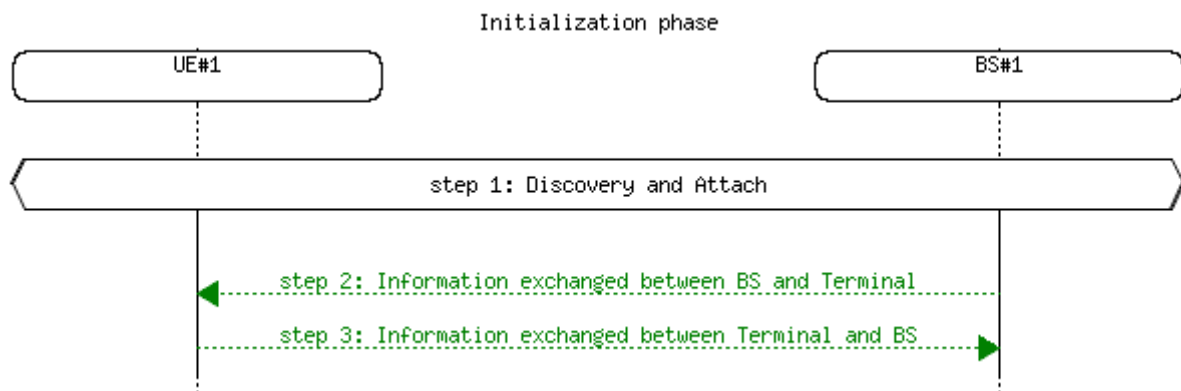 Initialization phase
UE#1
BS#1
step 1: Discovery and Attach
step 2: Information exchanged between BS and Terminal
step 3: Information exchanged between Terminal and BS